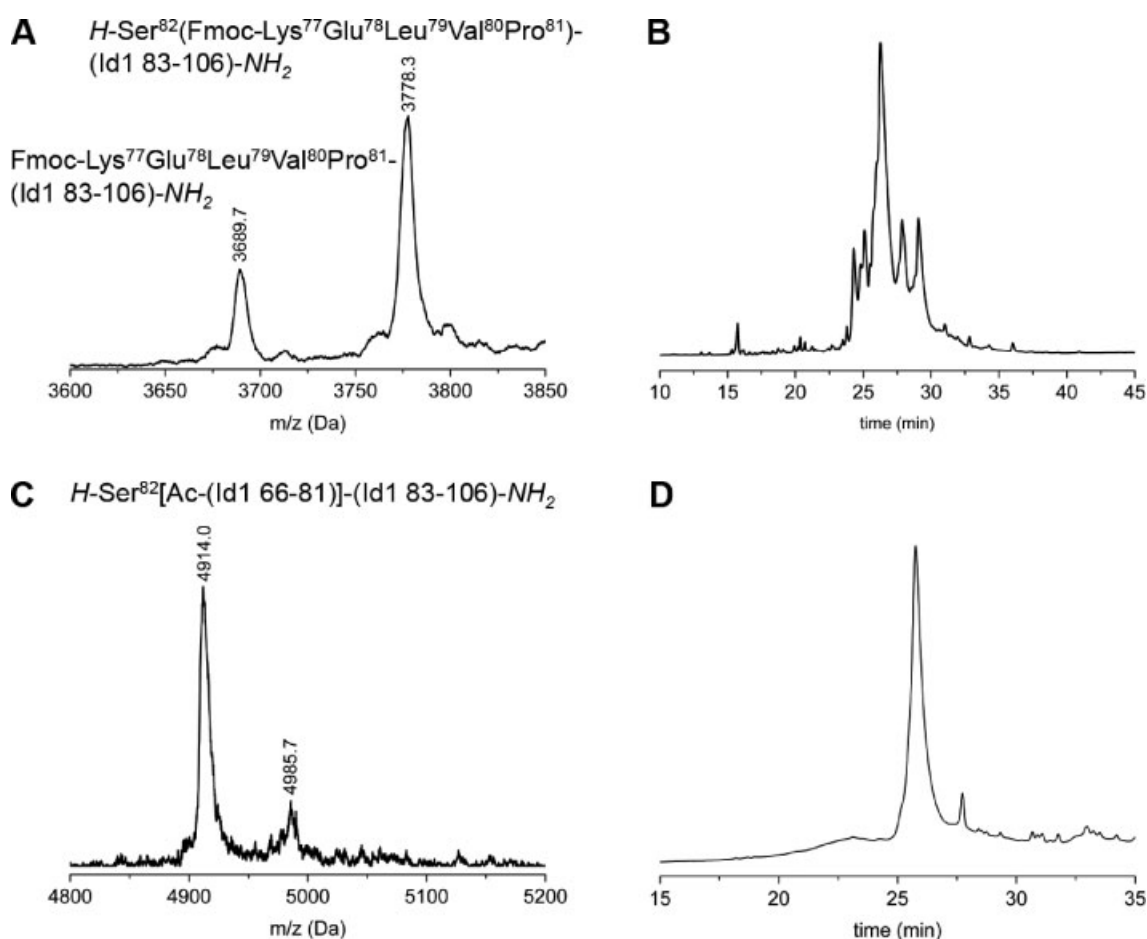 A
H-Ser⁸²(Fmoc-Lys⁷⁷Glu⁷⁸Leu⁷⁹Val⁸⁰Pro⁸¹)-
(Id1 83-106)-NH₂
3778.3
Fmoc-Lys⁷⁷Glu⁷⁸Leu⁷⁹Val⁸⁰Pro⁸¹-
(Id1 83-106)-NH₂
3689.7
3600 3650 3700 3750 3800 3850
m/z (Da)
B
10 15 20 25 30 35 40 45
time (min)
C
H-Ser⁸²[Ac-(Id1 66-81)]-(Id1 83-106)-NH₂
4914.0
4985.7
4800 4900 5000 5100 5200
m/z (Da)
D
15 20 25 30 35
time (min)